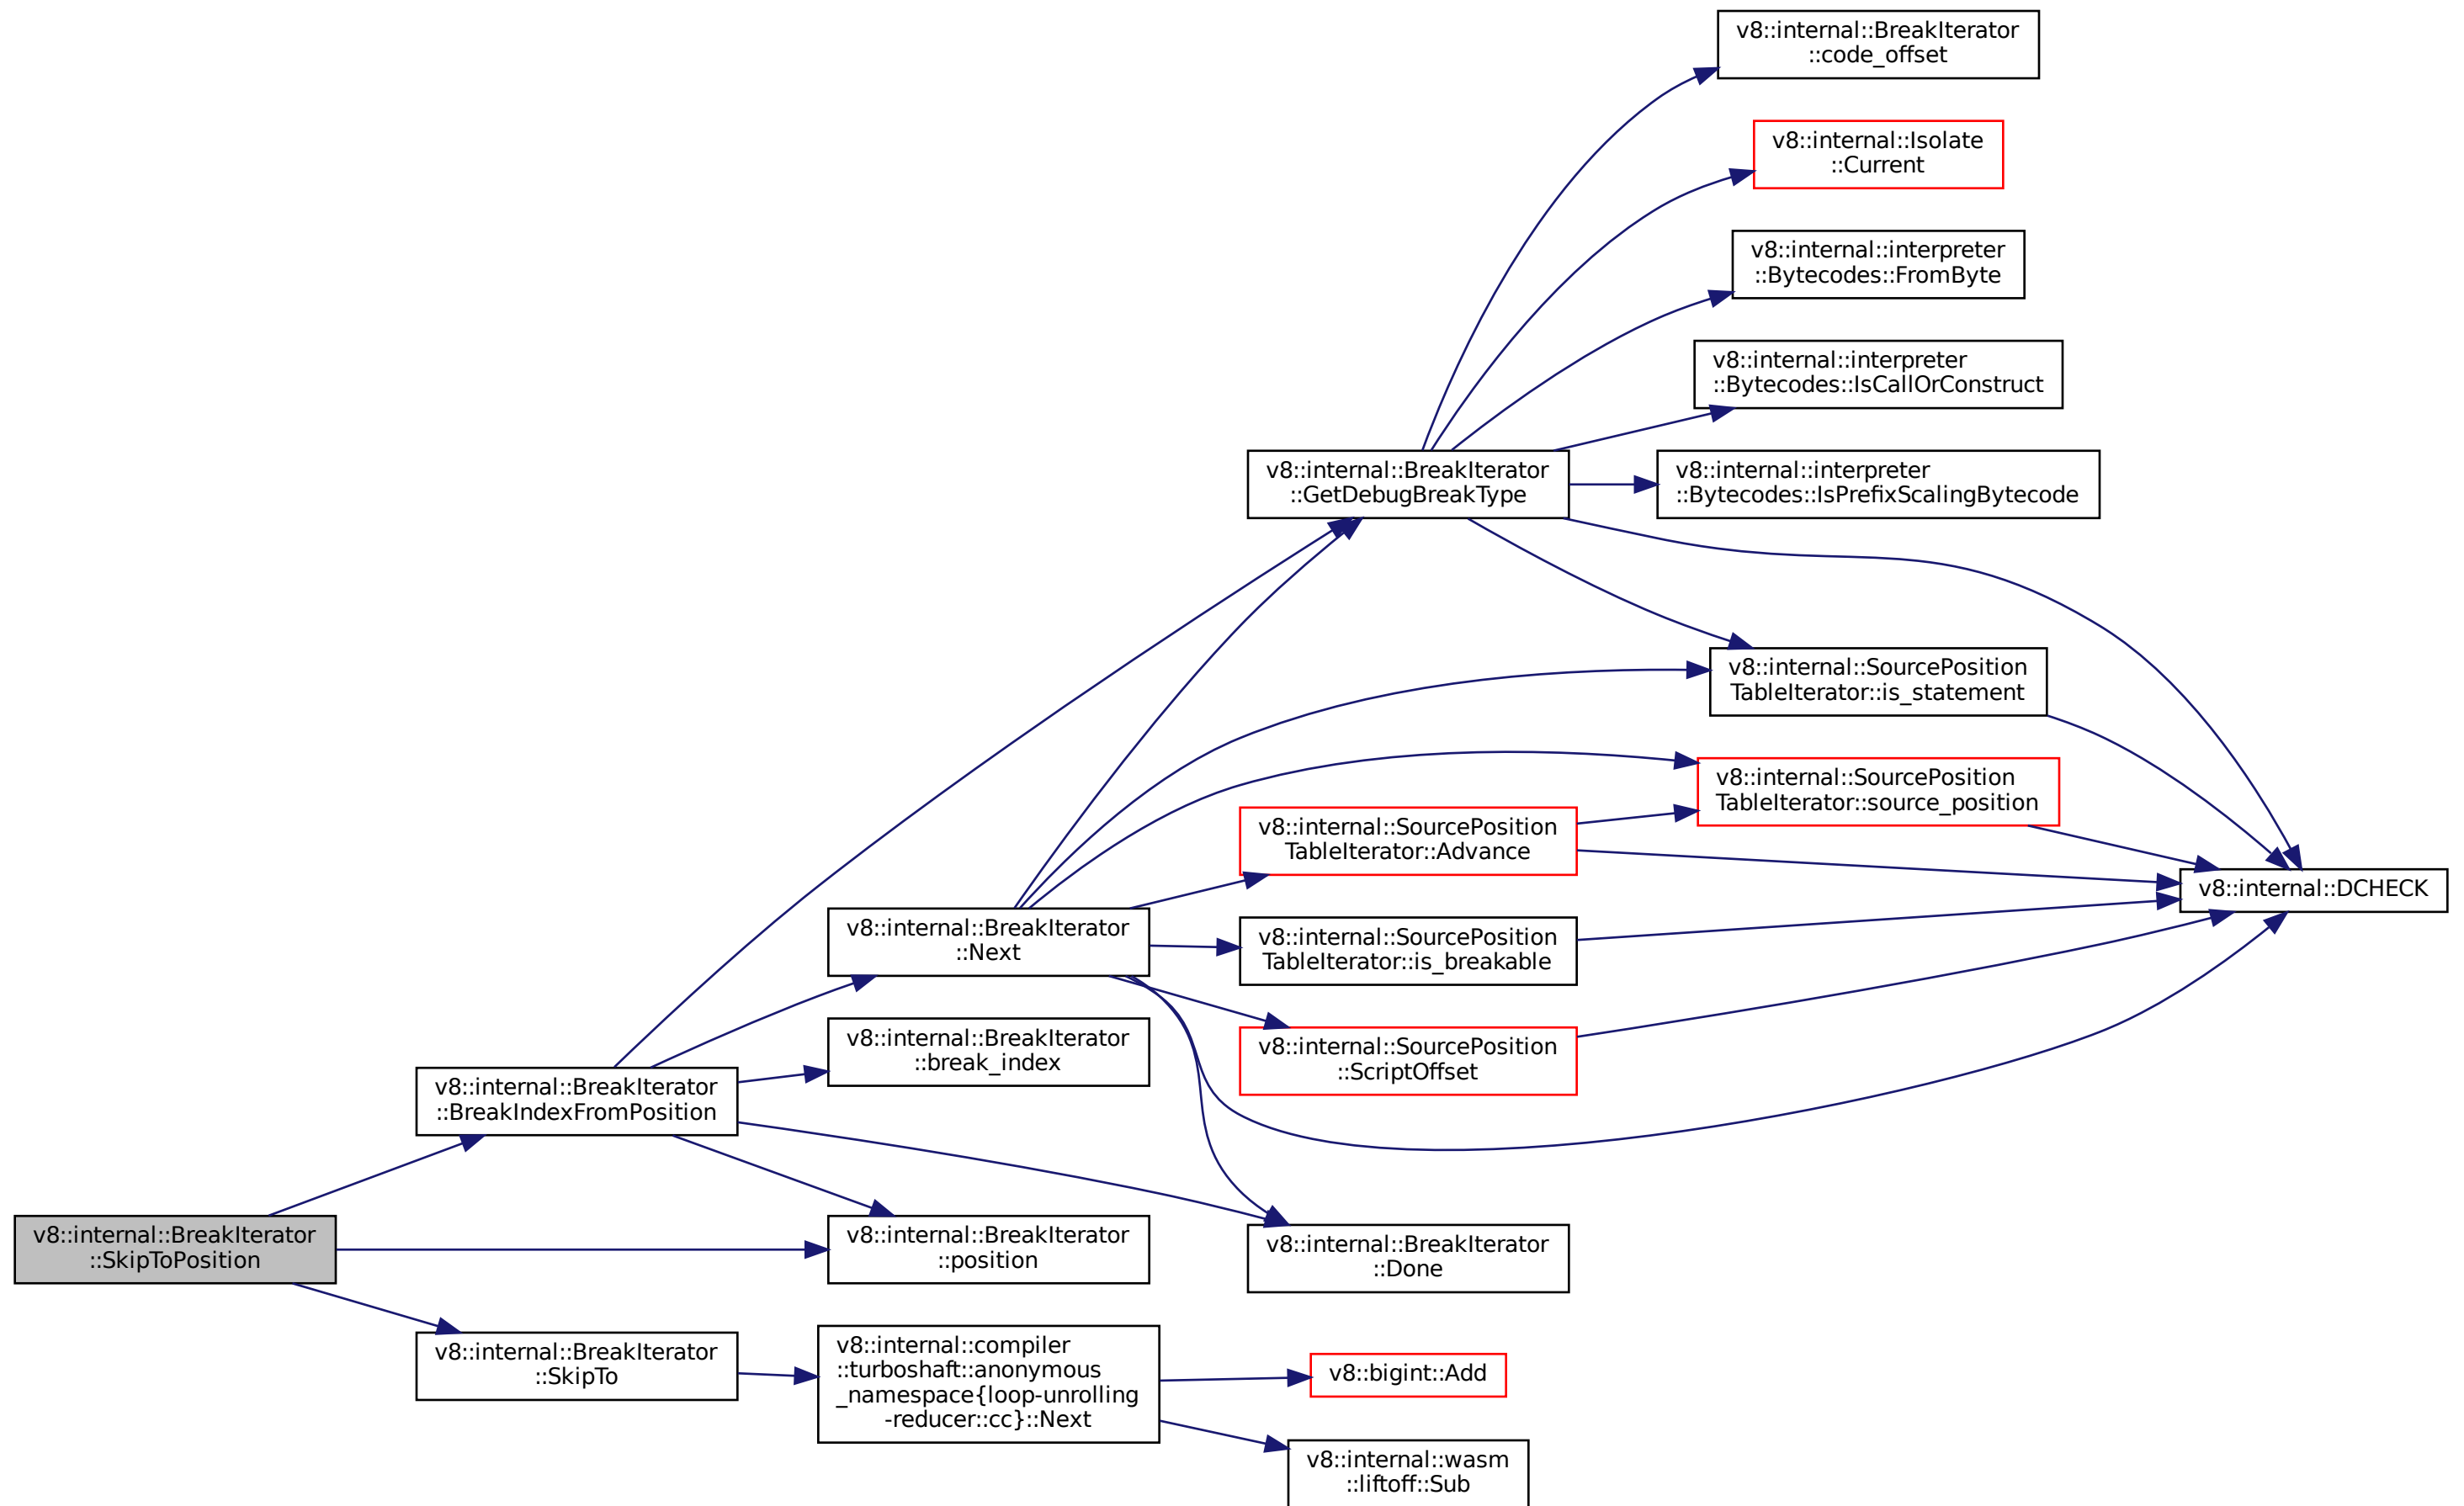 v8::internal::BreakIterator
::code_offset
v8::internal::Isolate
::Current
v8::internal::interpreter
::Bytecodes::FromByte
v8::internal::interpreter
::Bytecodes::IsCallOrConstruct
v8::internal::BreakIterator
::GetDebugBreakType
v8::internal::interpreter
::Bytecodes::IsPrefixScalingBytecode
v8::internal::SourcePosition
TableIterator::is_statement
v8::internal::SourcePosition
TableIterator::source_position
v8::internal::SourcePosition
TableIterator::Advance
v8::internal::DCHECK
v8::internal::BreakIterator
::Next
v8::internal::SourcePosition
TableIterator::is_breakable
v8::internal::BreakIterator
::break_index
v8::internal::SourcePosition
::ScriptOffset
v8::internal::BreakIterator
::BreakIndexFromPosition
v8::internal::BreakIterator
::SkipToPosition
v8::internal::BreakIterator
::position
v8::internal::BreakIterator
::Done
v8::internal::BreakIterator
::SkipTo
v8::internal::compiler
::turboshaft::anonymous
_namespace{loop-unrolling
-reducer::cc}::Next
v8::bigint::Add
v8::internal::wasm
::liftoff::Sub